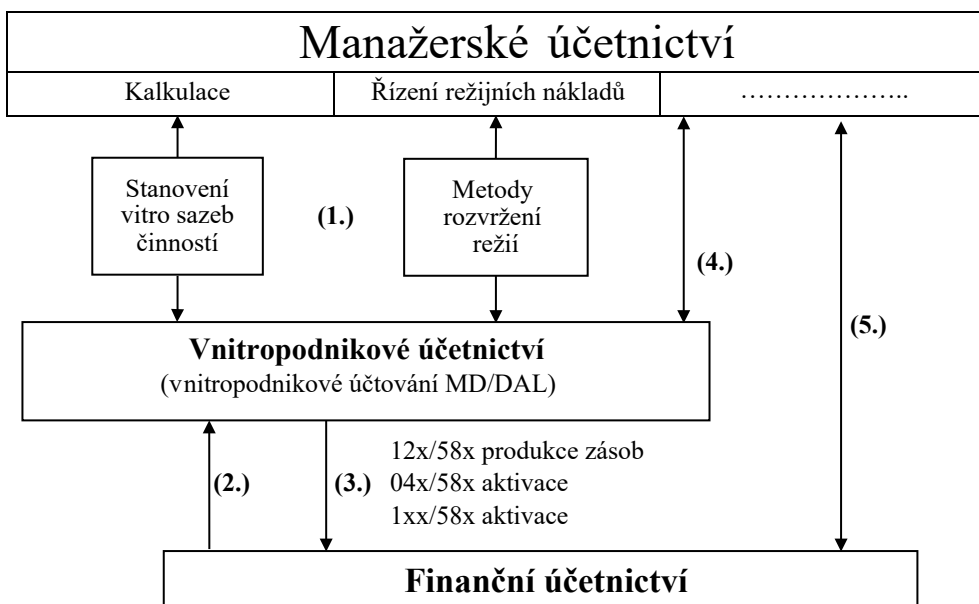 Manažerské účetnictví
Kalkulace
Řízení režijních nákladů
………………..
Stanovení
vitro sazeb
činností
(1.)
Metody
rozvržení
režií
(4.)
(5.)
Vnitropodnikové účetnictví
(vnitropodnikové účtování MD/DAL)
(2.)
(3.)
12x/58x produkce zásob
04x/58x aktivace
1xx/58x aktivace
Finanční účetnictví